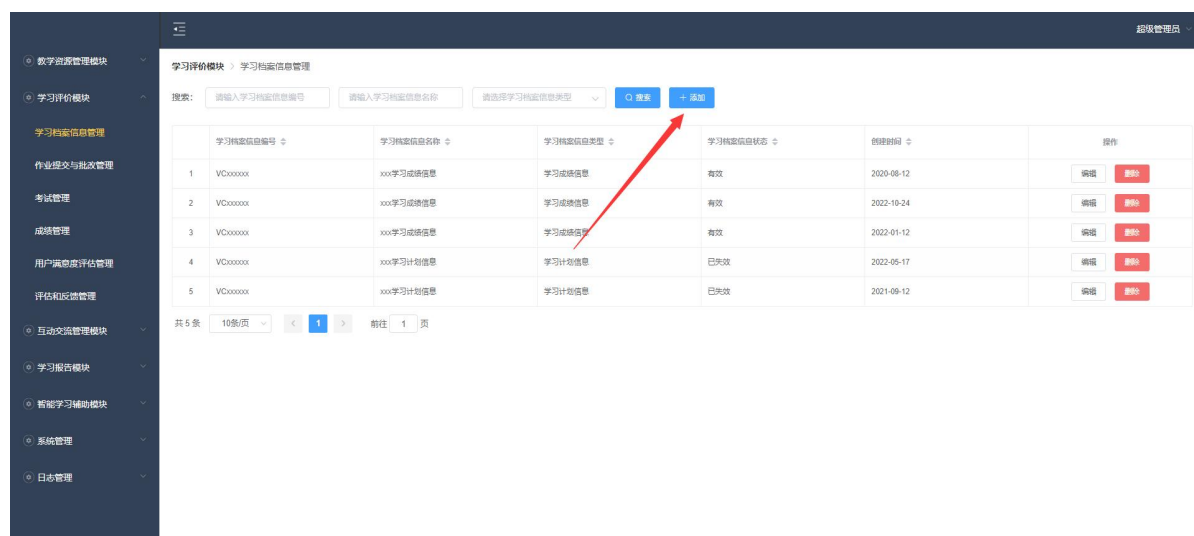 超级管理员
教学资源管理模块
学习评价模块
学习档案信息管理
作业提交与批改管理
考试管理
成绩管理
用户满意度评估管理
评估和反馈管理
互动交流管理模块
学习报告模块
智能学习辅助模块
系统管理
日志管理
学习评价模块 > 学习档案信息管理
搜索: 请输入学习档案信息编号 请输入学习档案信息名称 请选择学习档案信息类型 搜索 + 添加
学习档案信息编号 学习档案信息名称 学习档案信息类型 学习档案信息状态 创建时间 操作
1 VCxxxxxx xxx学习成绩信息 学习成绩信息 有效 2020-08-12 编辑 删除
2 VCxxxxxx xxx学习成绩信息 学习成绩信息 有效 2022-10-24 编辑 删除
3 VCxxxxxx xxx学习成绩信息 学习成绩信息 有效 2022-01-12 编辑 删除
4 VCxxxxxx xxx学习计划信息 学习计划信息 已失效 2022-05-17 编辑 删除
5 VCxxxxxx xxx学习计划信息 学习计划信息 已失效 2021-09-12 编辑 删除
共 5 条 10条/页 < 1 > 前往 1 页